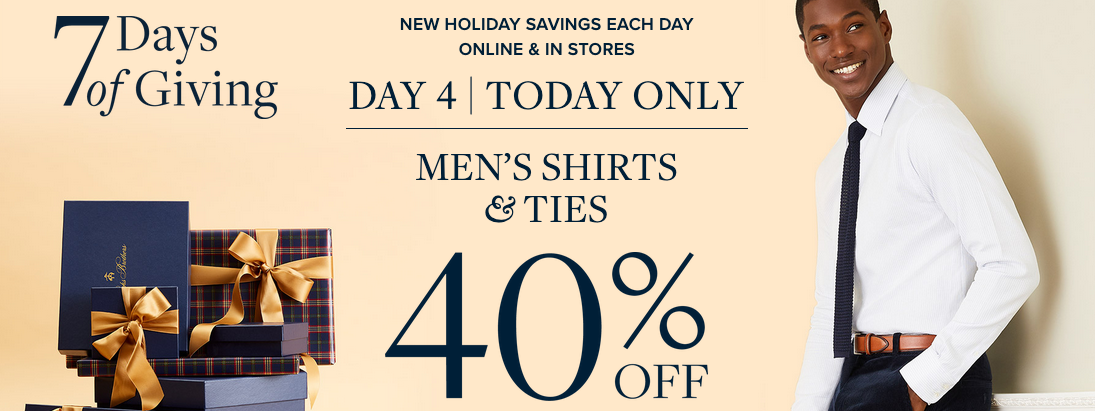 7 Days
of Giving
NEW HOLIDAY SAVINGS EACH DAY
ONLINE & IN STORES
DAY 4 | TODAY ONLY
MEN'S SHIRTS
& TIES
40%
OFF
Brothers